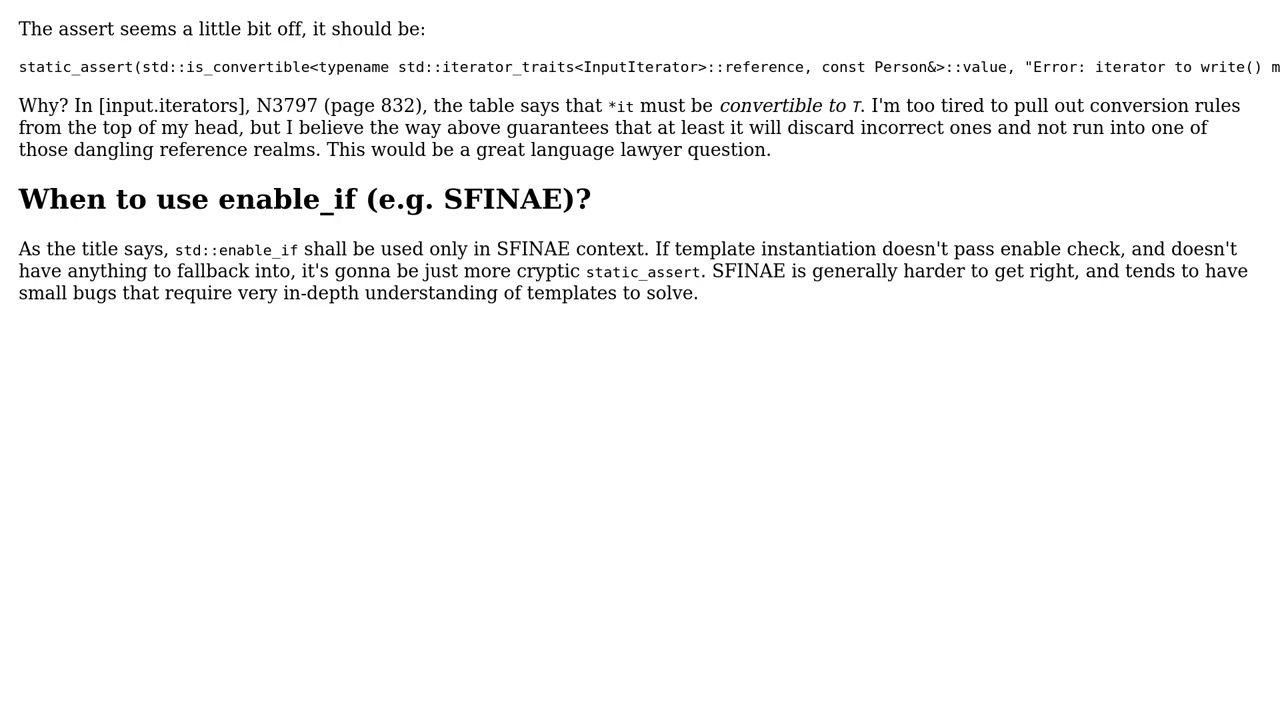 The assert seems a little bit off, it should be:
static_assert(std::is_convertible<typename std::iterator_traits<InputIterator>::reference, const Person&>::value, "Error: iterator to write() m
Why? In [input.iterators], N3797 (page 832), the table says that *it must be convertible to T. I'm too tired to pull out conversion rules
from the top of my head, but I believe the way above guarantees that at least it will discard incorrect ones and not run into one of
those dangling reference realms. This would be a great language lawyer question.
When to use enable_if (e.g. SFINAE)?
As the title says, std::enable_if shall be used only in SFINAE context. If template instantiation doesn't pass enable check, and doesn't
have anything to fallback into, it's gonna be just more cryptic static_assert. SFINAE is generally harder to get right, and tends to have
small bugs that require very in-depth understanding of templates to solve.